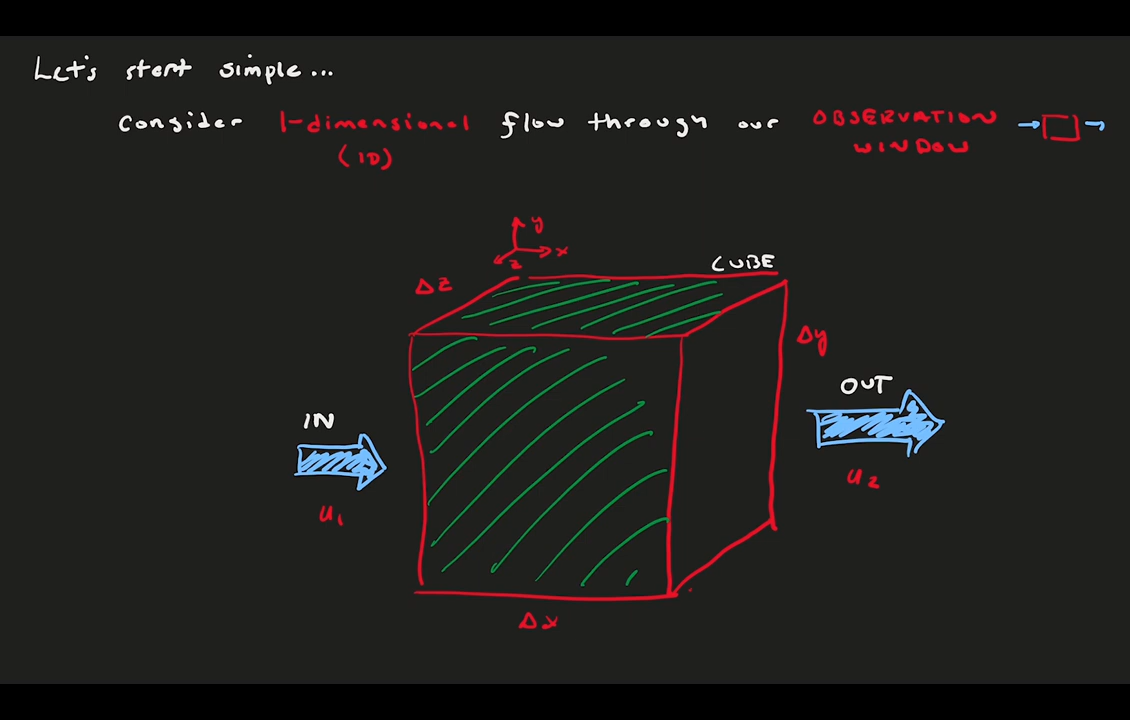 Let's start simple...
Consider 1-dimensional flow through our OBSERVATION
(1D) WINDOW
y
x
z
CUBE
Δz
Δy
OUT
IN
u2
u1
Δx